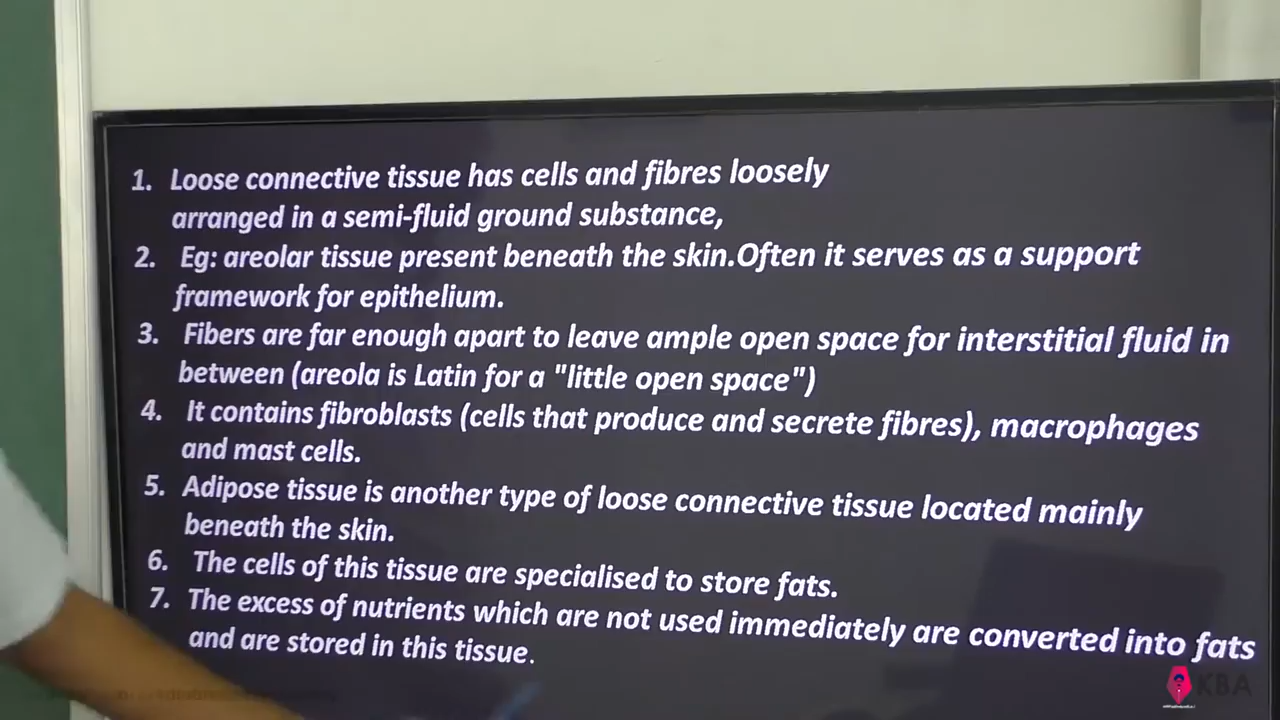 1. Loose connective tissue has cells and fibres loosely
arranged in a semi-fluid ground substance,
2. Eg: areolar tissue present beneath the skin.Often it serves as a support
framework for epithelium.
3. Fibers are far enough apart to leave ample open space for interstitial fluid in
between (areola is Latin for a "little open space")
4. It contains fibroblasts (cells that produce and secrete fibres), macrophages
and mast cells.
5. Adipose tissue is another type of loose connective tissue located mainly
beneath the skin.
6. The cells of this tissue are specialised to store fats.
7. The excess of nutrients which are not used immediately are converted into fats
and are stored in this tissue.
KBA